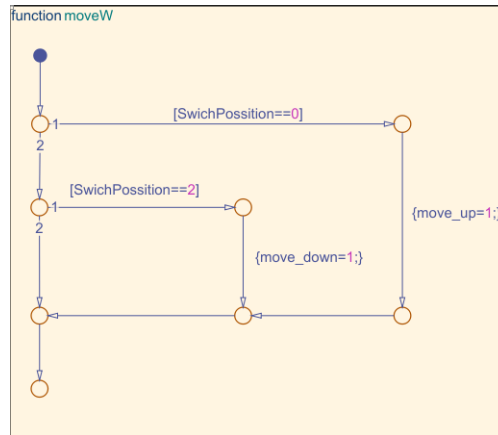 function moveW
[SwichPossition==0]
1
2
[SwichPossition==2]
1
2
{move_up=1;}
{move_down=1;}